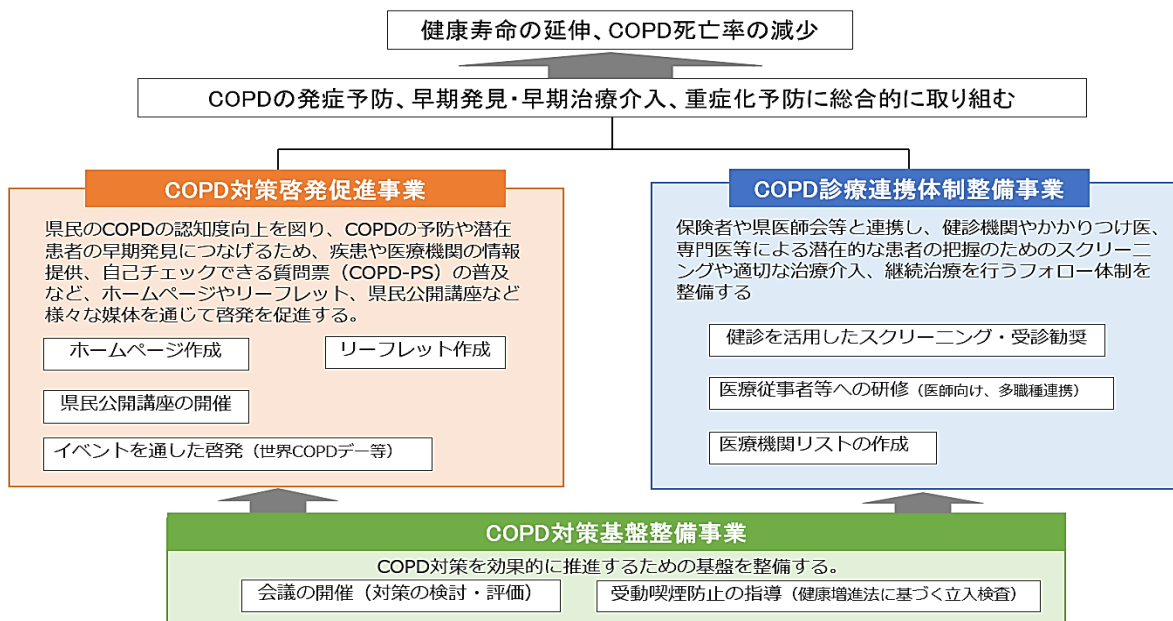 健康寿命の延伸、COPD死亡率の減少
COPDの発症予防、早期発見・早期治療介入、重症化予防に総合的に取り組む
COPD対策啓発促進事業
県民のCOPDの認知度向上を図り、COPDの予防や潜在
患者の早期発見につなげるため、疾患や医療機関の情報
提供、自己チェックできる質問票（COPD-PS）の普及
など、ホームページやリーフレット、県民公開講座など
様々な媒体を通じて啓発を促進する。
ホームページ作成
リーフレット作成
県民公開講座の開催
イベントを通した啓発（世界COPDデー等）
COPD診療連携体制整備事業
保険者や県医師会等と連携し、健診機関やかかりつけ医、
専門医等による潜在的な患者の把握のためのスクリーニ
ングや適切な治療介入、継続治療を行うフォロー体制を
整備する
健診を活用したスクリーニング・受診勧奨
医療従事者等への研修（医師向け、多職種連携）
医療機関リストの作成
COPD対策基盤整備事業
COPD対策を効果的に推進するための基盤を整備する。
会議の開催（対策の検討・評価）
受動喫煙防止の指導（健康増進法に基づく立入検査）